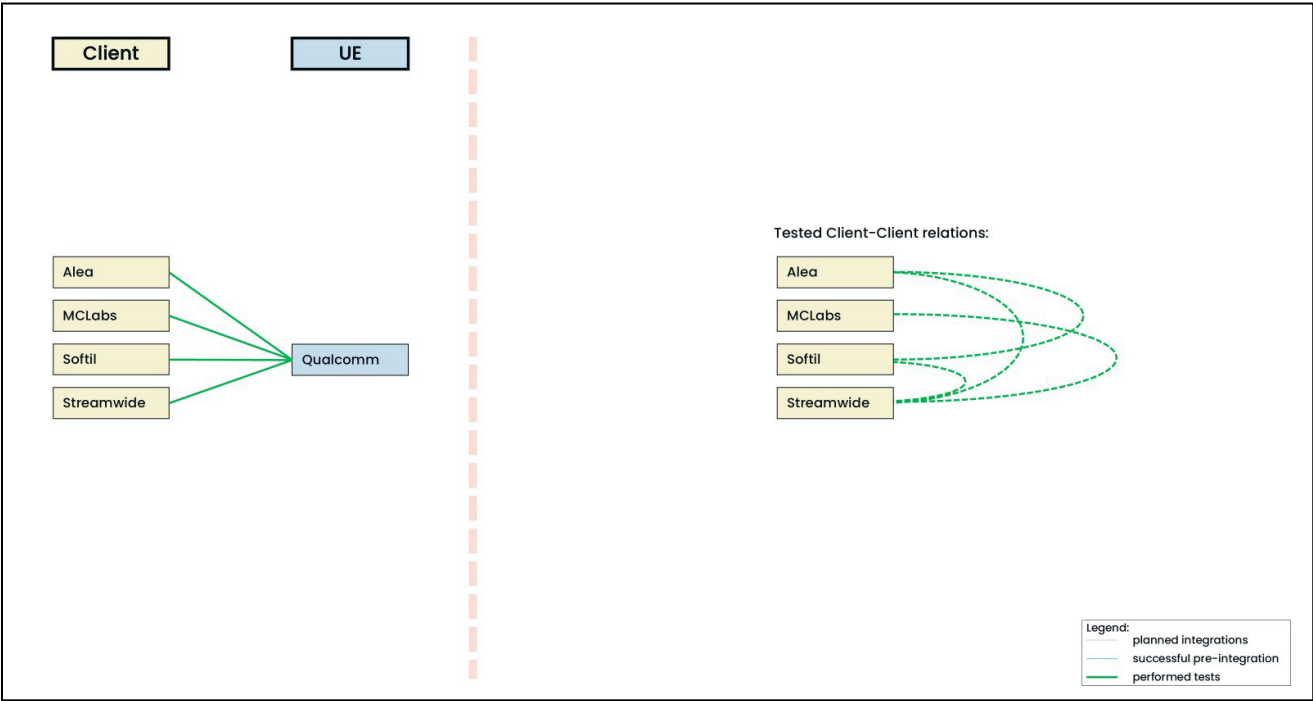 Client
UE
Alea
MCLabs
Softil
Streamwide
Qualcomm
Tested Client-Client relations:
Alea
MCLabs
Softil
Streamwide
Legend:
planned integrations
successful pre-integration
performed tests